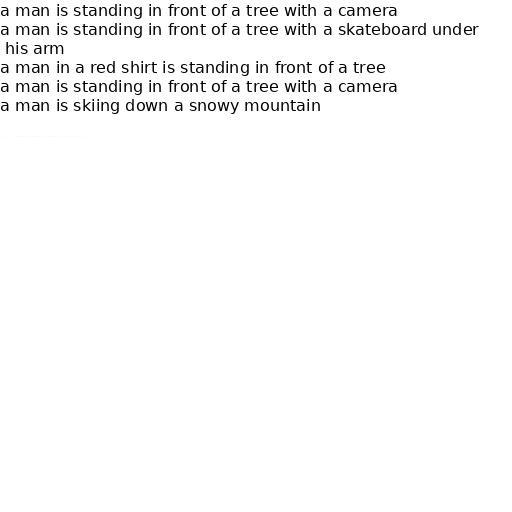 a man is standing in front of a tree with a camera
a man is standing in front of a tree with a skateboard under
his arm
a man in a red shirt is standing in front of a tree
a man is standing in front of a tree with a camera
a man is skiing down a snowy mountain